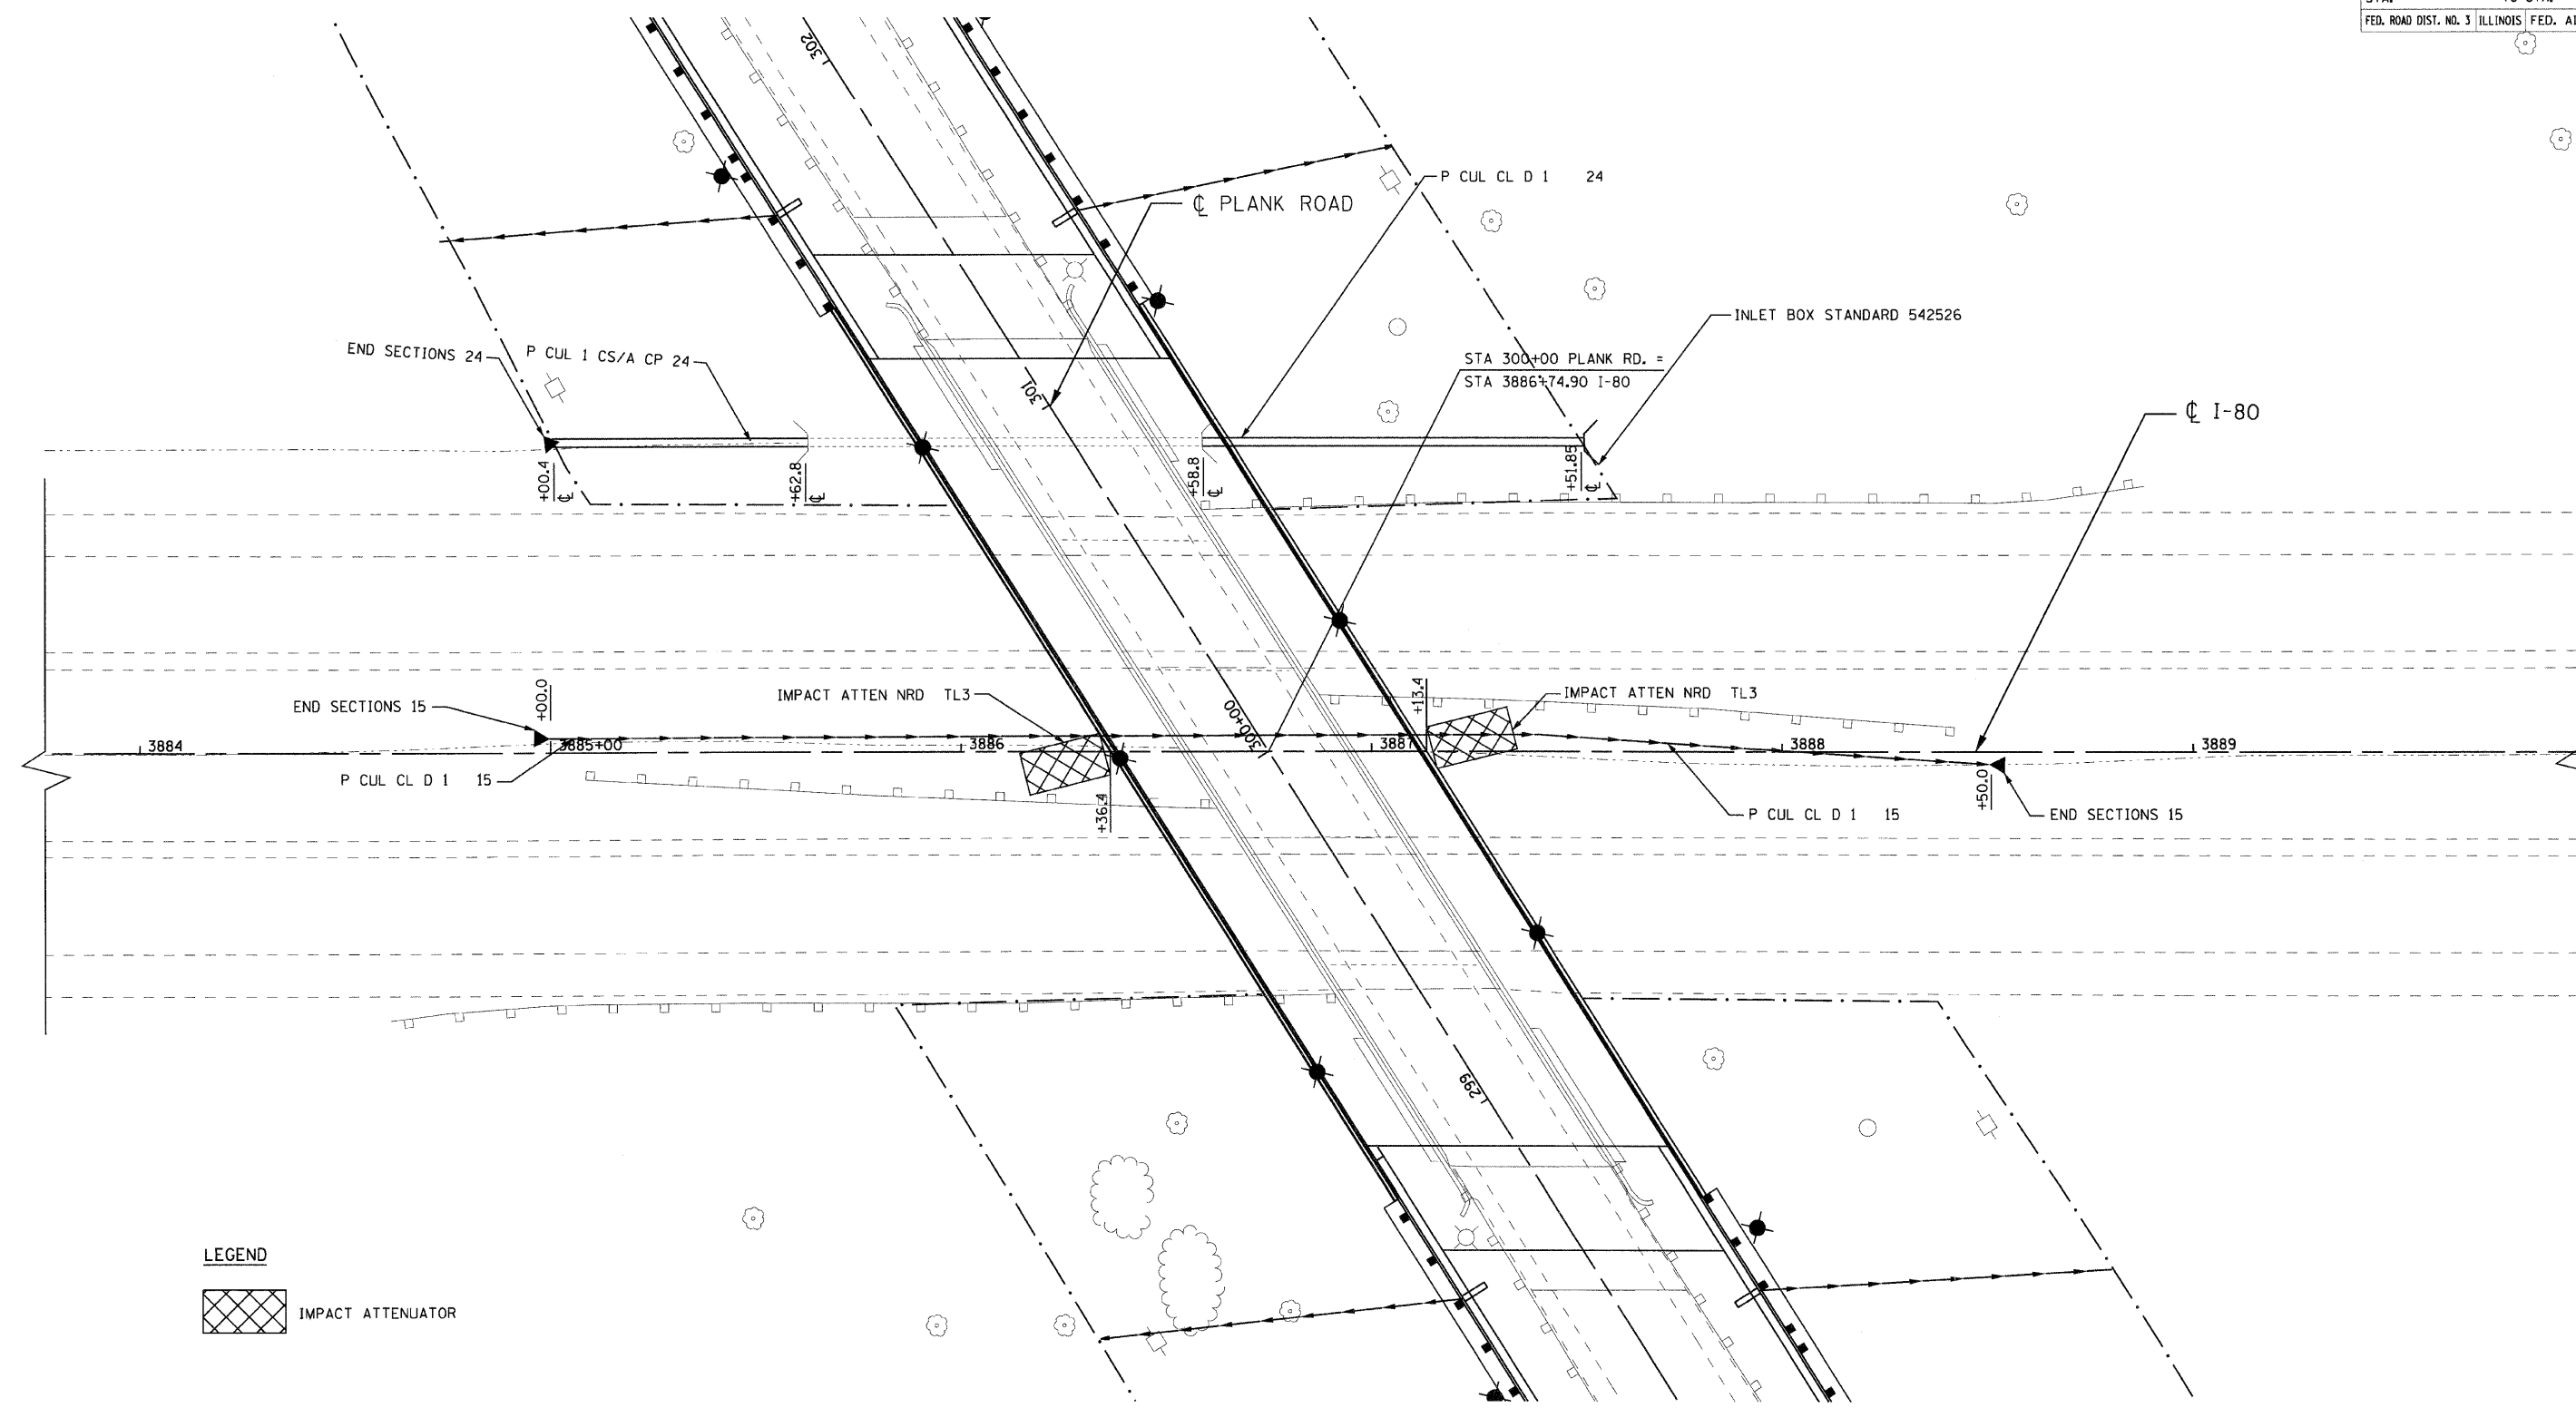 FED. ROAD DIST. NO. 3 ILLINOIS FED. AI
302
P CUL CL D 1 24
℄ PLANK ROAD
INLET BOX STANDARD 542526
END SECTIONS 24
P CUL 1 CS/A CP 24
STA 300+00 PLANK RD. =
STA 3886+74.90 I-80
301
℄ I-80
+00.4
℄
+62.8
℄
+58.8
℄
+51.85
℄
+00.0
END SECTIONS 15
IMPACT ATTEN NRD TL3
+13.4
IMPACT ATTEN NRD TL3
300+00
3884
3885+00
3886
3887
3888
3889
P CUL CL D 1 15
+36.4
+50.0
P CUL CL D 1 15
END SECTIONS 15
299
LEGEND
IMPACT ATTENUATOR